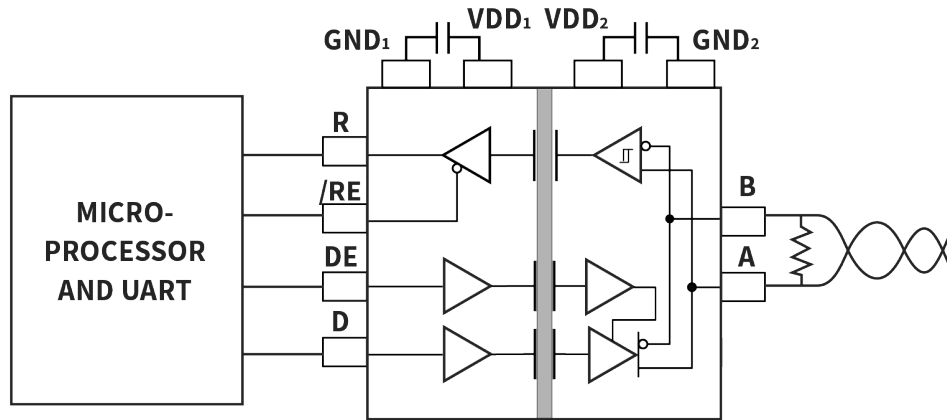 VDD1 VDD2
GND1
GND2
R
/RE
DE
D
MICRO-
PROCESSOR
AND UART
B
A